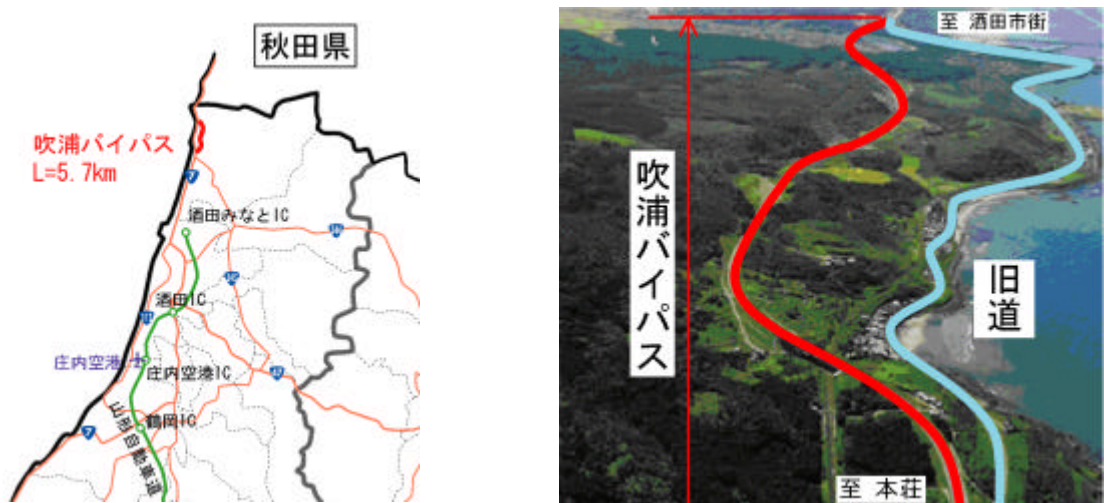 秋田県
吹浦バイパス
L=5.7km
7
酒田みなとIC
酒田IC
庄内空港
庄内空港IC
鶴岡IC
7
山形自動車道
至 酒田市街
吹浦バイパス
旧道
至 本荘